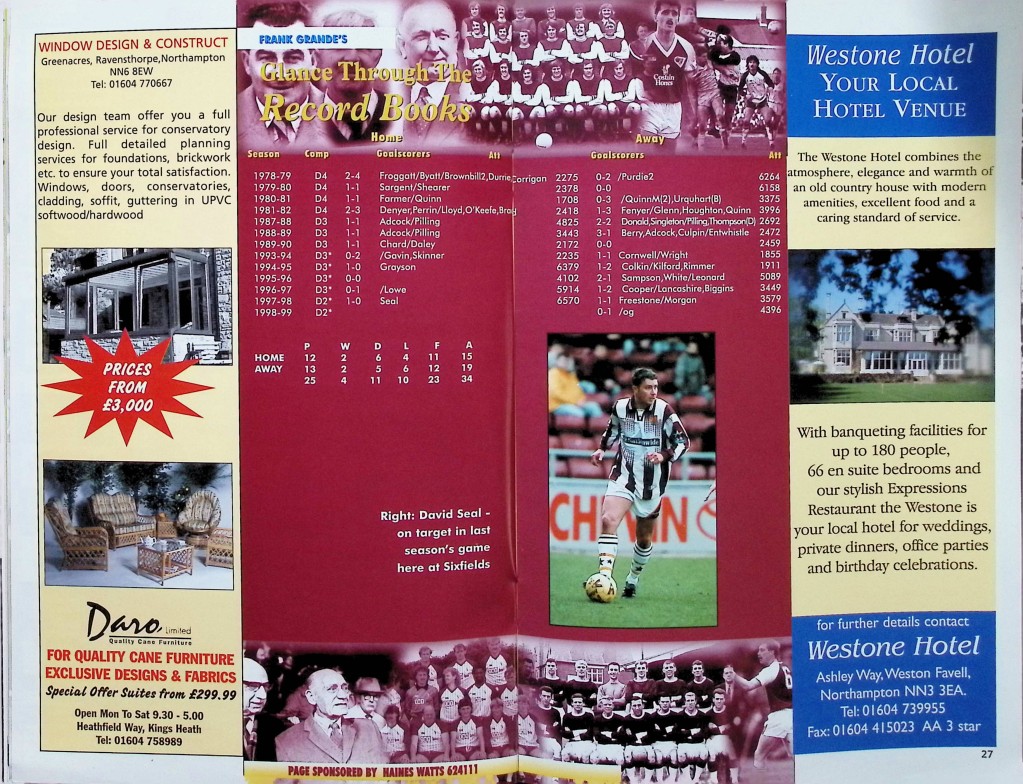 WINDOW DESIGN & CONSTRUCT
Greenacres, Ravensthorpe,Northampton
NN6 8EW
Tel: 01604 770667
Our design team offer you a full
professional service for conservatory
design. Full detailed planning
services for foundations, brickwork
etc. to ensure your total satisfaction.
Windows, doors, conservatories,
cladding, soffit, guttering in UPVC
softwood/hardwood
PRICES
FROM
£3,000
Daro Limited
Quality Cane Furniture
FOR QUALITY CANE FURNITURE
EXCLUSIVE DESIGNS & FABRICS
Special Offer Suites from £299.99
Open Mon To Sat 9.30 - 5.00
Heathfield Way, Kings Heath
Tel: 01604 758989
FRANK GRANDE'S
Glance Through The
Record Books
Costain
Homes
Home Away
Season Comp Goalscorers Att Goalscorers Att
1978-79 D4 2-4 Froggatt/Byatt/Brownbill2,Durrie,Corrigan 2275 0-2 /Purdie2 6264
1979-80 D4 1-1 Sargent/Shearer 2378 0-0 6158
1980-81 D4 1-1 Farmer/Quinn 1708 0-3 /QuinnM(2),Urquhart(B) 3375
1981-82 D4 2-3 Denyer,Perrin/Lloyd,O'Keefe,Brog 2418 1-3 Fenyer/Glenn,Houghton,Quinn 3996
1987-88 D3 1-1 Adcock/Pilling 4825 2-2 Donald,Singleton/Pilling,Thompson(D) 2692
1988-89 D3 1-1 Adcock/Pilling 3443 3-1 Berry,Adcock,Culpin/Entwhistle 2472
1989-90 D3 1-1 Chard/Daley 2172 0-0 2459
1993-94 D3* 0-2 /Gavin,Skinner 2235 1-1 Cornwell/Wright 1855
1994-95 D3* 1-0 Grayson 6379 1-2 Colkin/Kilford,Rimmer 1911
1995-96 D3* 0-0 4102 2-1 Sampson,White/Leonard 5089
1996-97 D3* 0-1 /Lowe 5914 1-2 Cooper/Lancashire,Biggins 3449
1997-98 D2* 1-0 Seal 6570 1-1 Freestone/Morgan 3579
1998-99 D2* 0-1 /og 4396
P W D L F A
HOME 12 2 6 4 11 15
AWAY 13 2 5 6 12 19
25 4 11 10 23 34
Right: David Seal -
on target in last
season's game
here at Sixfields
Nationwide
PAGE SPONSORED BY HAINES WATTS 624111
Westone Hotel
YOUR LOCAL
HOTEL VENUE
The Westone Hotel combines the
atmosphere, elegance and warmth of
an old country house with modern
amenities, excellent food and a
caring standard of service.
With banqueting facilities for
up to 180 people,
66 en suite bedrooms and
our stylish Expressions
Restaurant the Westone is
your local hotel for weddings,
private dinners, office parties
and birthday celebrations.
for further details contact
Westone Hotel
Ashley Way, Weston Favell,
Northampton NN3 3EA.
Tel: 01604 739955
Fax: 01604 415023 AA 3 star
27